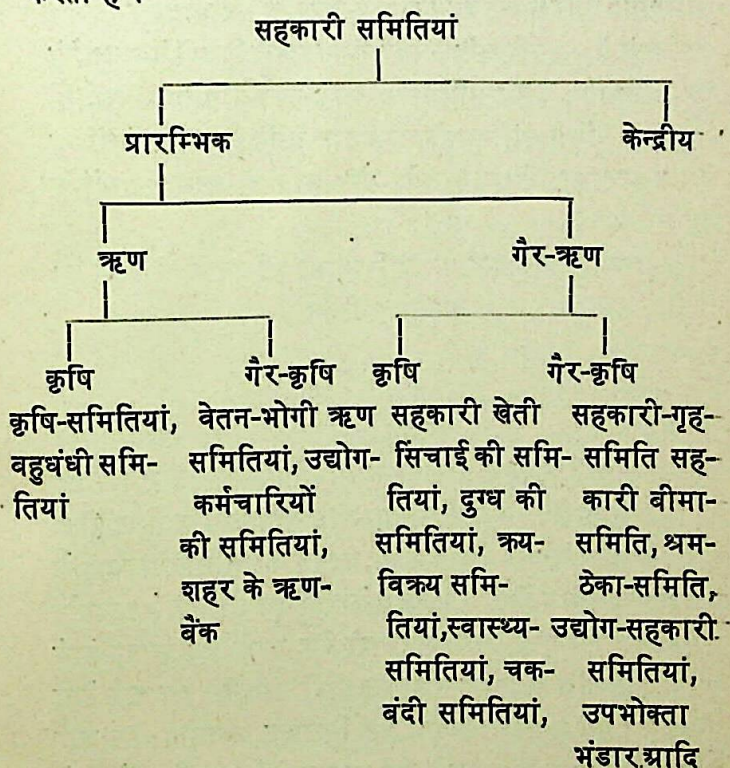 सहकारी समितियां
प्रारम्भिक केन्द्रीय
ऋण गैर-ऋण
कृषि गैर-कृषि कृषि गैर-कृषि
कृषि-समितियां, वेतन-भोगी ऋण सहकारी खेती सहकारी-गृह-
वहुधंधी समि- समितियां, उद्योग- सिंचाई की समि- समिति सह-
तियां कर्मचारियों तियां, दुग्ध की कारी बीमा-
की समितियां, समितियां, क्रय- समिति, श्रम-
शहर के ऋण- विक्रय समि- ठेका-समिति,
बैंक तियां,स्वास्थ्य- उद्योग-सहकारी
समितियां, चक- समितियां,
बंदी समितियां, उपभोक्ता
भंडार आदि